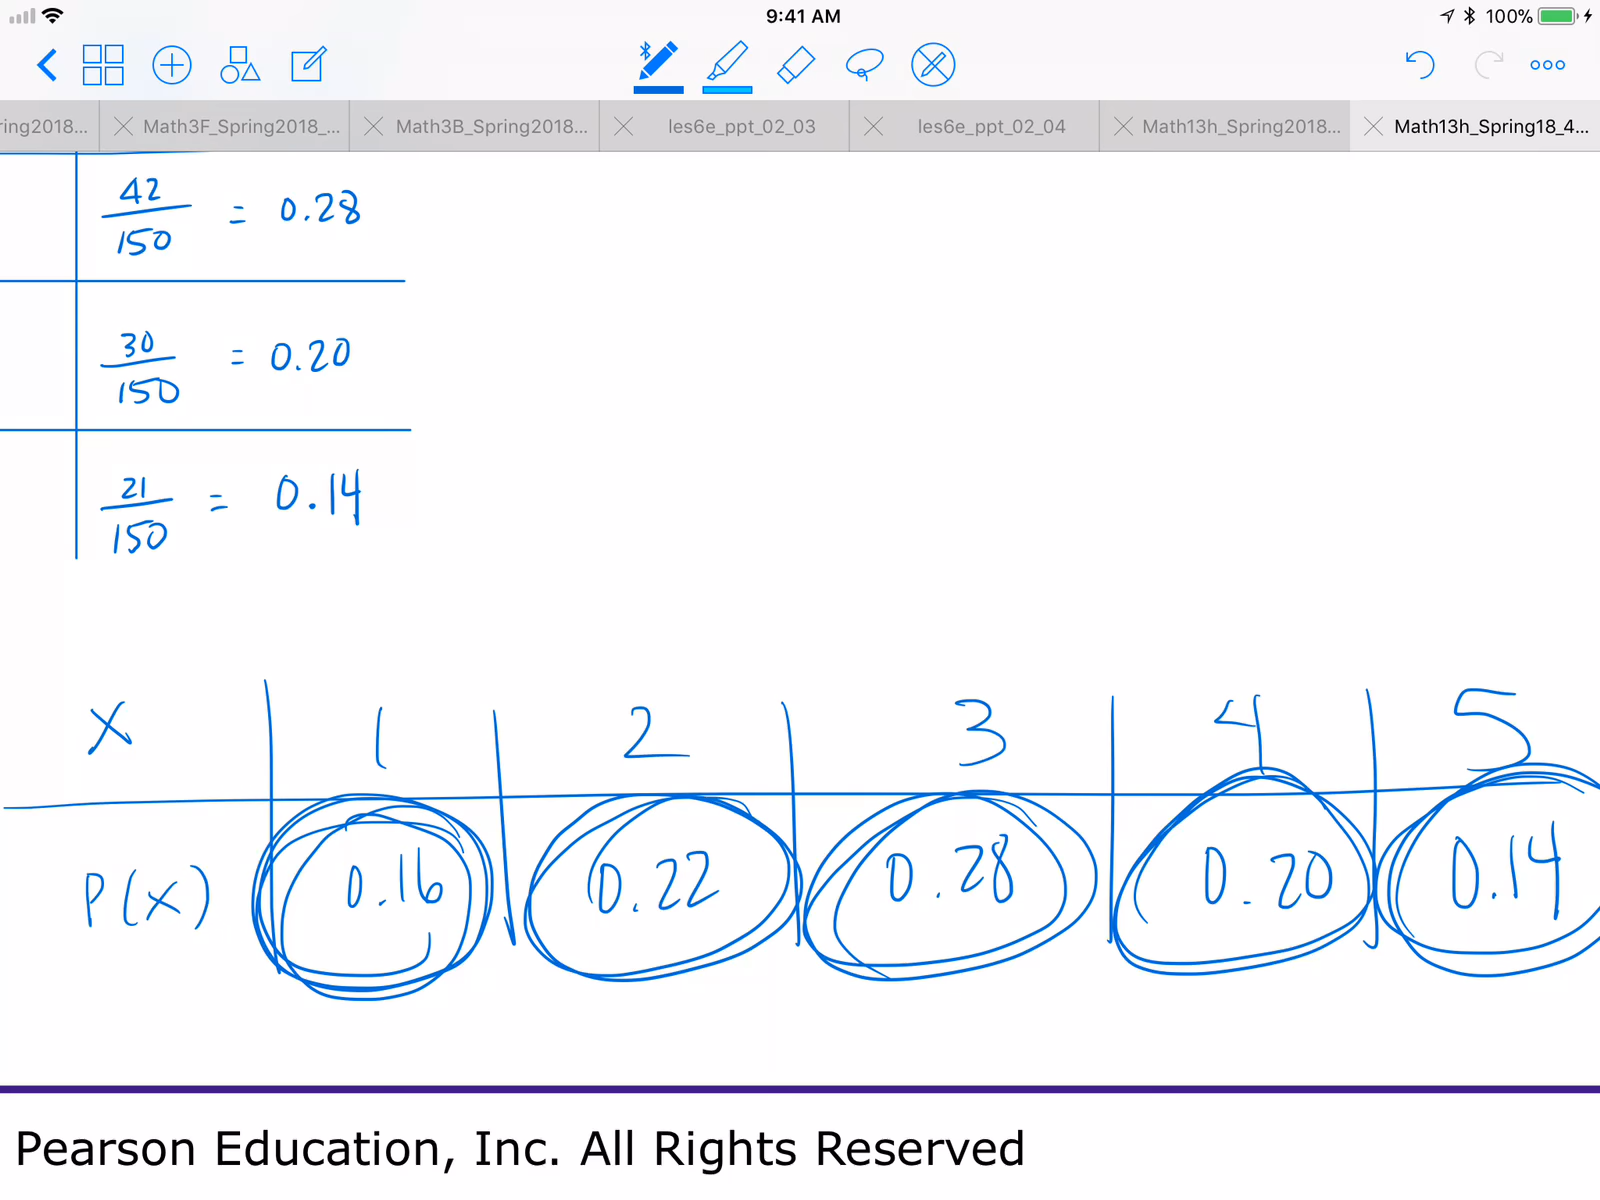 9:41 AM 100%
ring2018... Math3F_Spring2018_... Math3B_Spring2018... les6e_ppt_02_03 les6e_ppt_02_04 Math13h_Spring2018... Math13h_Spring18_4...
42/150 = 0.28
30/150 = 0.20
21/150 = 0.14
x 1 2 3 4 5
P(x) 0.16 0.22 0.28 0.20 0.14
Pearson Education, Inc. All Rights Reserved